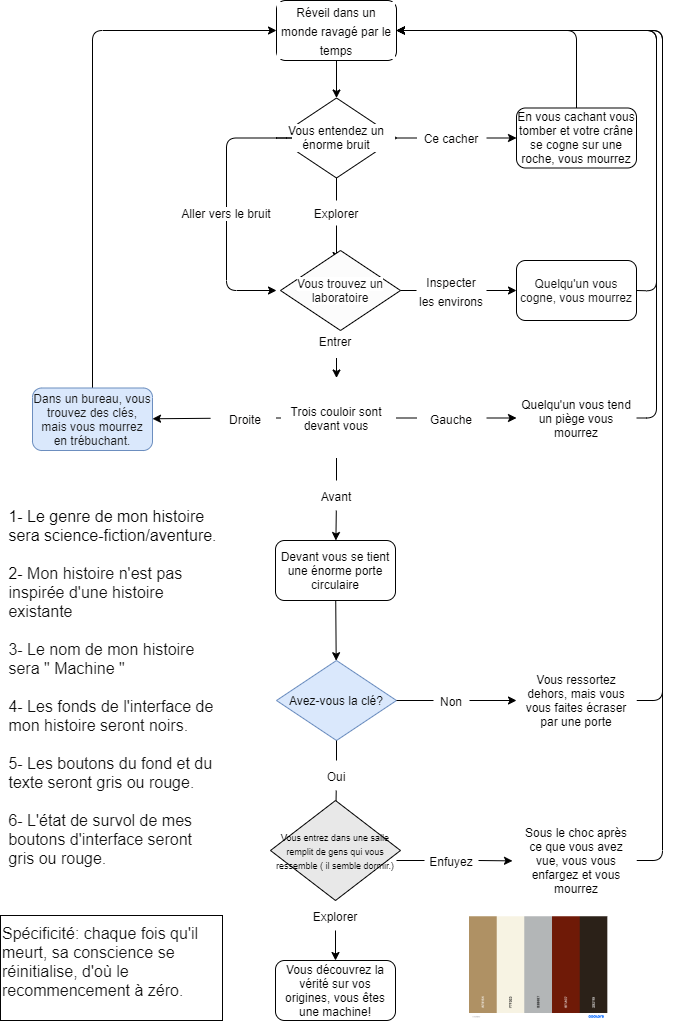 Réveil dans un
monde ravagé par le
temps
Vous entendez un
énorme bruit
Ce cacher
En vous cachant vous
tomber et votre crâne
se cogne sur une
roche, vous mourrez
Aller vers le bruit
Explorer
Vous trouvez un
laboratoire
Inspecter
les environs
Quelqu'un vous
cogne, vous mourrez
Entrer
Dans un bureau, vous
trouvez des clés,
mais vous mourrez
en trébuchant.
Droite
Trois couloir sont
devant vous
Gauche
Quelqu'un vous tend
un piège vous
mourrez
Avant
Devant vous se tient
une énorme porte
circulaire
Avez-vous la clé?
Non
Vous ressortez
dehors, mais vous
vous faites écraser
par une porte
Oui
Vous entrez dans une salle
remplit de gens qui vous
ressemble ( il semble dormir.)
Enfuyez
Sous le choc après
ce que vous avez
vue, vous vous
enfargez et vous
mourrez
Explorer
Vous découvrez la
vérité sur vos
origines, vous êtes
une machine!
1- Le genre de mon histoire
sera science-fiction/aventure.
2- Mon histoire n'est pas
inspirée d'une histoire
existante
3- Le nom de mon histoire
sera " Machine "
4- Les fonds de l'interface de
mon histoire seront noirs.
5- Les boutons du fond et du
texte seront gris ou rouge.
6- L'état de survol de mes
boutons d'interface seront
gris ou rouge.
Spécificité: chaque fois qu'il
meurt, sa conscience se
réinitialise, d'où le
recommencement à zéro.